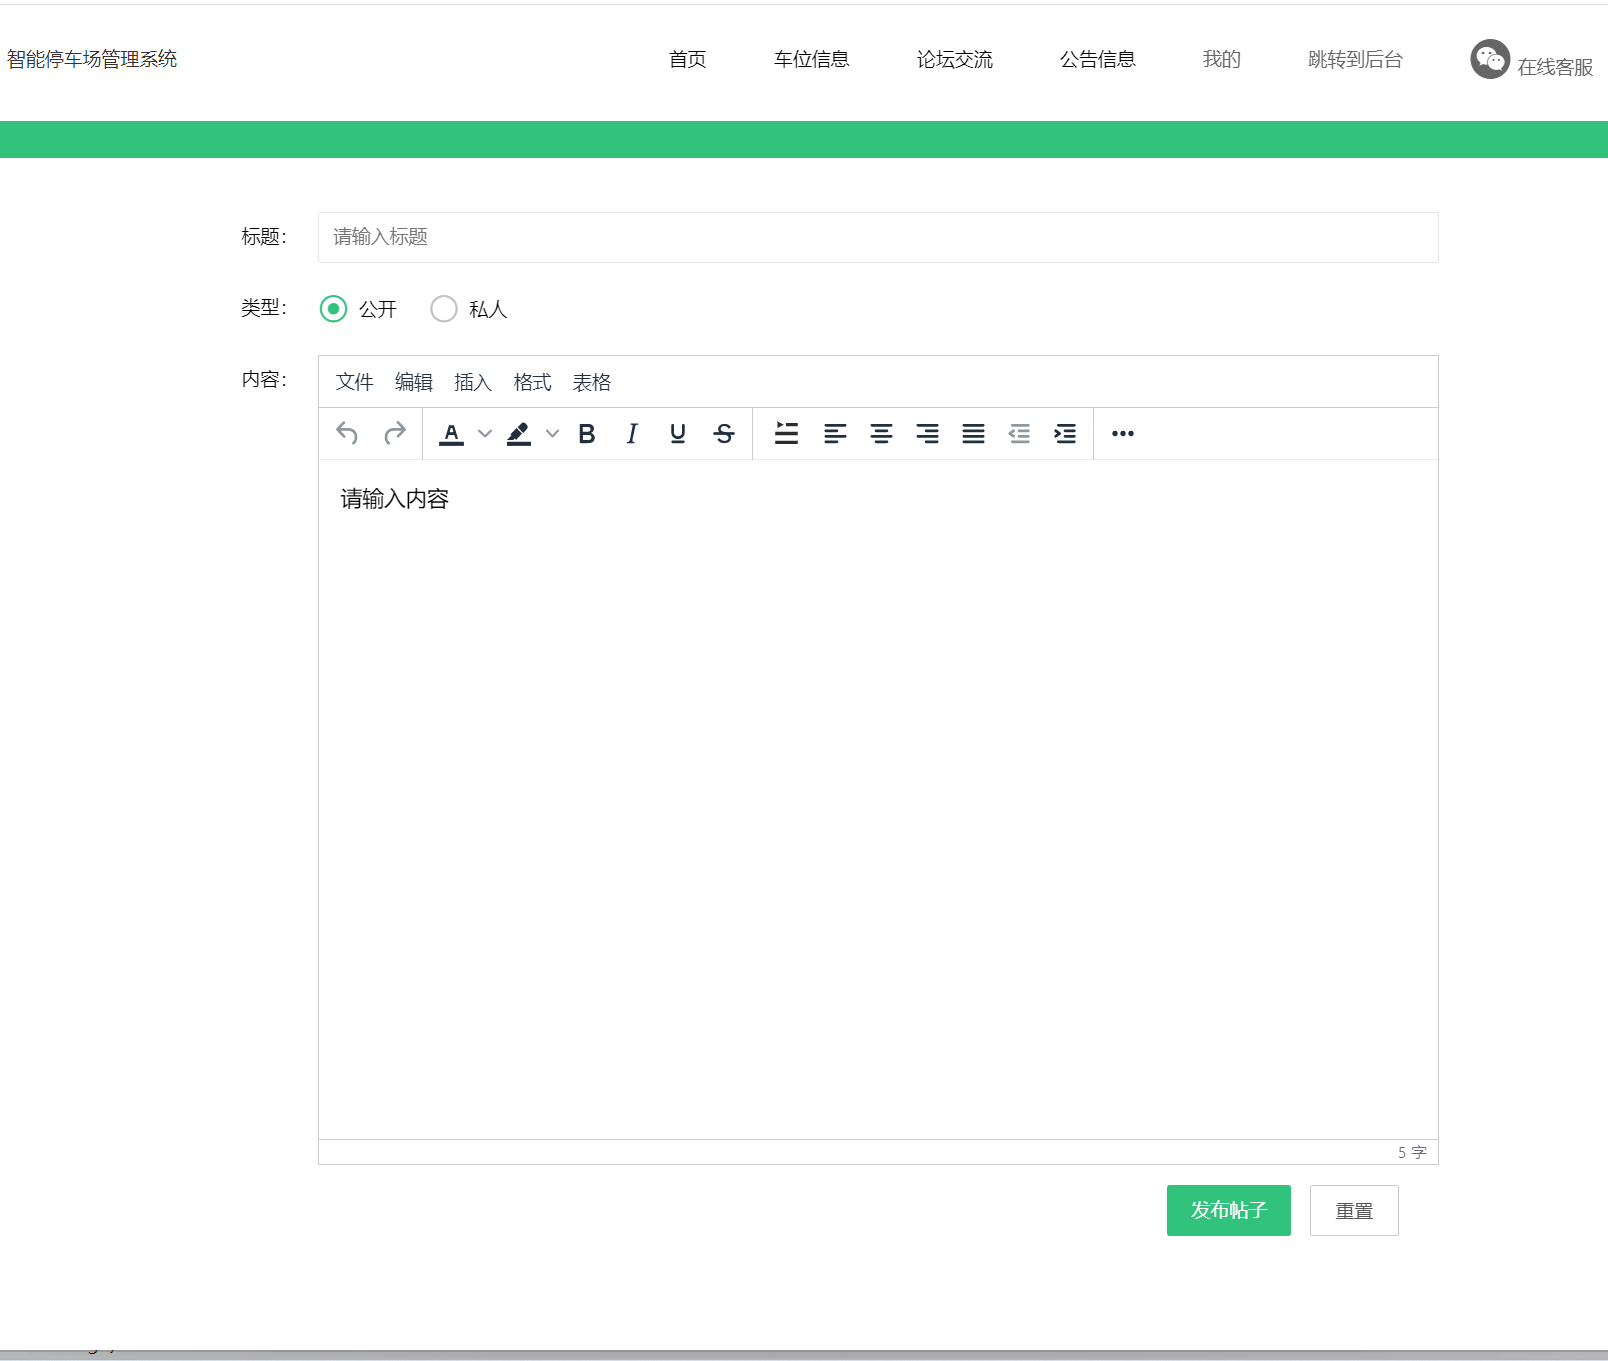 智能停车场管理系统 首页 车位信息 论坛交流 公告信息 我的 跳转到后台 在线客服
标题： 请输入标题
类型： 公开 私人
内容： 文件 编辑 插入 格式 表格
A B I U S
请输入内容
5 字
发布帖子 重置